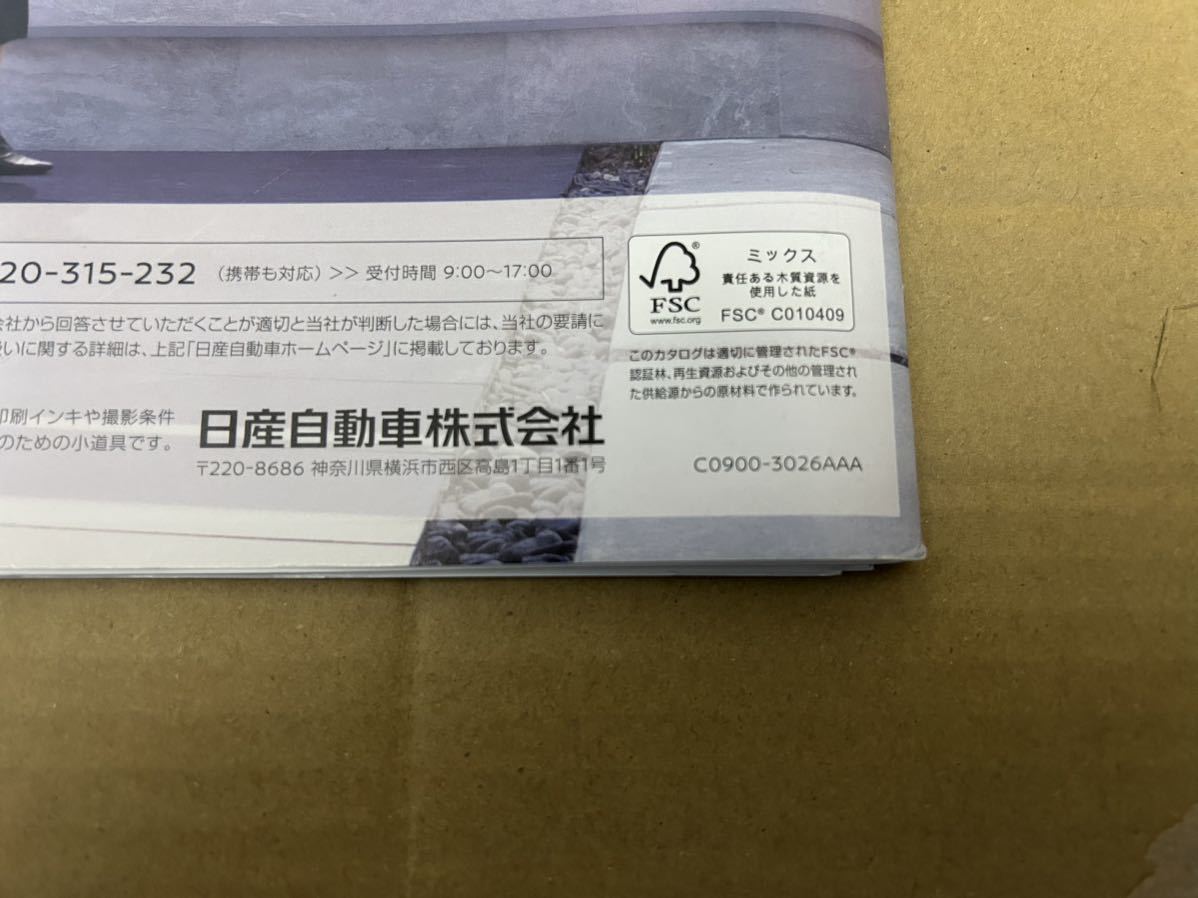 20-315-232 （携帯も対応）>> 受付時間 9:00〜17:00
会社から回答させていただくことが適切と当社が判断した場合には、当社の要請に
扱いに関する詳細は、上記「日産自動車ホームページ」に掲載しております。
印刷インキや撮影条件
のための小道具です。
日産自動車株式会社
〒220-8686 神奈川県横浜市西区高島1丁目1番1号
®
FSC
www.fsc.org
ミックス
責任ある木質資源を
使用した紙
FSC® C010409
このカタログは適切に管理されたFSC®
認証林、再生資源およびその他の管理され
た供給源からの原材料で作られています。
C0900-3026AAA